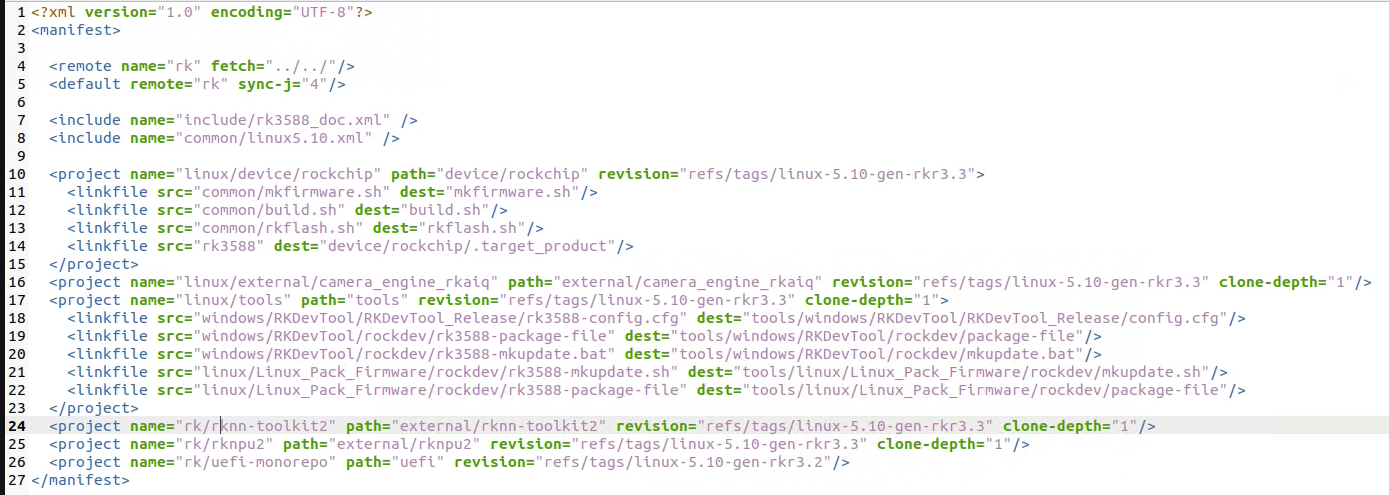 1 <?xml version="1.0" encoding="UTF-8"?>
2 <manifest>
3
4   <remote name="rk" fetch="../../"/>
5   <default remote="rk" sync-j="4"/>
6
7   <include name="include/rk3588_doc.xml" />
8   <include name="common/linux5.10.xml" />
9
10   <project name="linux/device/rockchip" path="device/rockchip" revision="refs/tags/linux-5.10-gen-rkr3.3">
11     <linkfile src="common/mkfirmware.sh" dest="mkfirmware.sh"/>
12     <linkfile src="common/build.sh" dest="build.sh"/>
13     <linkfile src="common/rkflash.sh" dest="rkflash.sh"/>
14     <linkfile src="rk3588" dest="device/rockchip/.target_product"/>
15   </project>
16   <project name="linux/external/camera_engine_rkaiq" path="external/camera_engine_rkaiq" revision="refs/tags/linux-5.10-gen-rkr3.3" clone-depth="1"/>
17   <project name="linux/tools" path="tools" revision="refs/tags/linux-5.10-gen-rkr3.3" clone-depth="1">
18     <linkfile src="windows/RKDevTool/RKDevTool_Release/rk3588-config.cfg" dest="tools/windows/RKDevTool/RKDevTool_Release/config.cfg"/>
19     <linkfile src="windows/RKDevTool/rockdev/rk3588-package-file" dest="tools/windows/RKDevTool/rockdev/package-file"/>
20     <linkfile src="windows/RKDevTool/rockdev/rk3588-mkupdate.bat" dest="tools/windows/RKDevTool/rockdev/mkupdate.bat"/>
21     <linkfile src="linux/Linux_Pack_Firmware/rockdev/rk3588-mkupdate.sh" dest="tools/linux/Linux_Pack_Firmware/rockdev/mkupdate.sh"/>
22     <linkfile src="linux/Linux_Pack_Firmware/rockdev/rk3588-package-file" dest="tools/linux/Linux_Pack_Firmware/rockdev/package-file"/>
23   </project>
24   <project name="rk/rknn-toolkit2" path="external/rknn-toolkit2" revision="refs/tags/linux-5.10-gen-rkr3.3" clone-depth="1"/>
25   <project name="rk/rknpu2" path="external/rknpu2" revision="refs/tags/linux-5.10-gen-rkr3.3" clone-depth="1"/>
26   <project name="rk/uefi-monorepo" path="uefi" revision="refs/tags/linux-5.10-gen-rkr3.2"/>
27 </manifest>